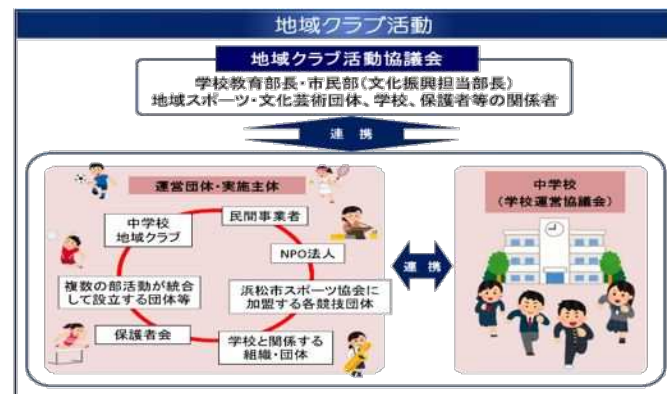 地域クラブ活動
地域クラブ活動協議会
学校教育部長・市民部(文化振興担当部長)
地域スポーツ・文化芸術団体、学校、保護者等の関係者
連携
運営団体・実施主体
民間事業者
中学校
地域クラブ
NPO法人
複数の部活動が統合
して設立する団体等
浜松市スポーツ協会に
加盟する各競技団体
保護者会
学校と関係する
組織・団体
連携
中学校
(学校運営協議会)